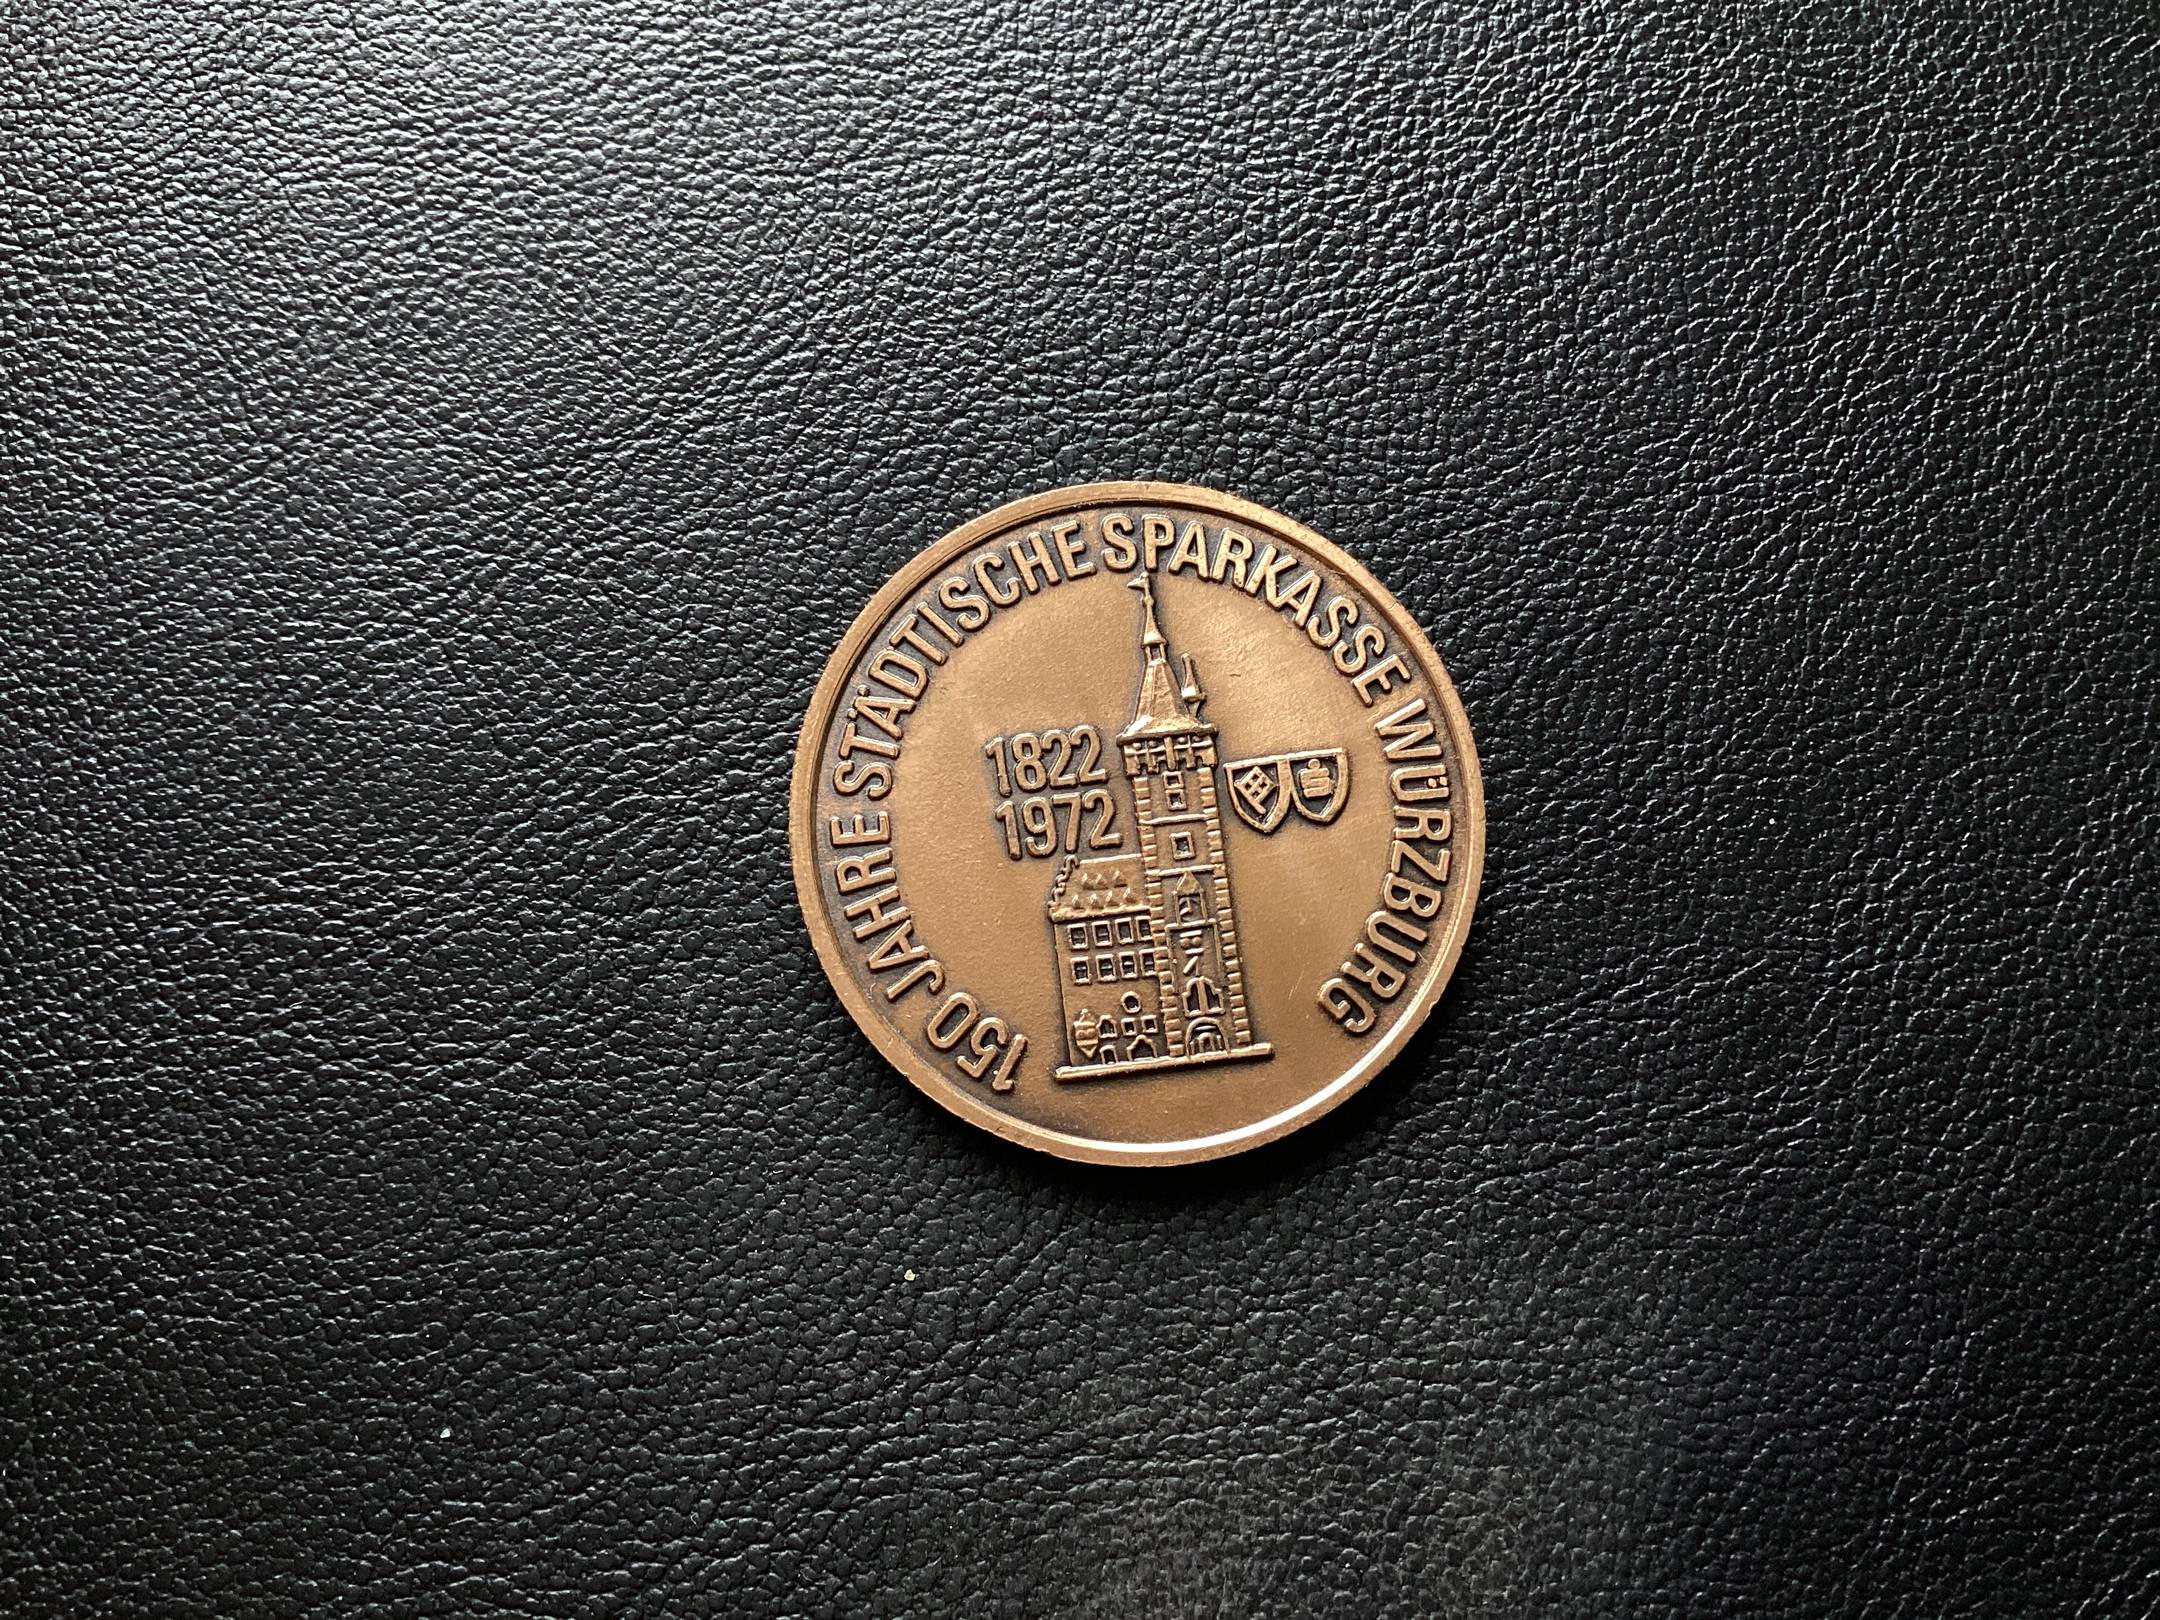 150 JAHRE STÄDTISCHE SPARKASSE WÜRZBURG
1822
1972